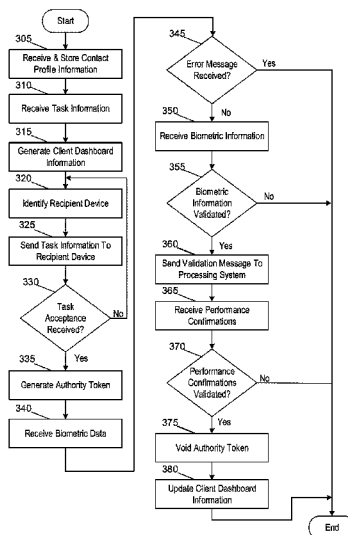 Start
305
Receive & Store Contact
Profile Information
310
Receive Task Information
315
Generate Client Dashboard
Information
320
Identify Recipient Device
325
Send Task Information To
Recipient Device
330
Task
Acceptance
Received?
No
Yes
335
Generate Authority Token
340
Receive Biometric Data
345
Error Message
Received?
Yes
No
350
Receive Biometric Information
355
Biometric
Information
Validated?
No
Yes
360
Send Validation Message To
Processing System
365
Receive Performance
Confirmations
370
Performance
Confirmations
Validated?
No
Yes
375
Void Authority Token
380
Update Client Dashboard
Information
End